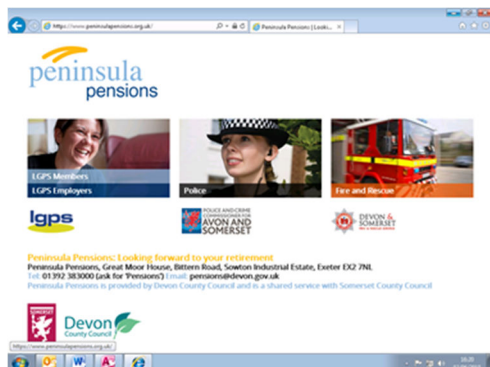 https://www.peninsulapensions.org.uk/
Peninsula Pensions | Looki...
peninsula
pensions
LGPS Members
LGPS Employers
Police
Fire and Rescue
lgps
POLICE AND CRIME
COMMISSIONER FOR
AVON AND
SOMERSET
DEVON &
SOMERSET
FIRE & RESCUE SERVICE
Peninsula Pensions: Looking forward to your retirement
Peninsula Pensions, Great Moor House, Bittern Road, Sowton Industrial Estate, Exeter EX2 7NL
Tel: 01392 383000 (ask for 'Pensions') Email: pensions@devon.gov.uk
Peninsula Pensions is provided by Devon County Council and is a shared service with Somerset County Council
SOMERSET
Devon
County Council
https://www.peninsulapensions.org.uk/